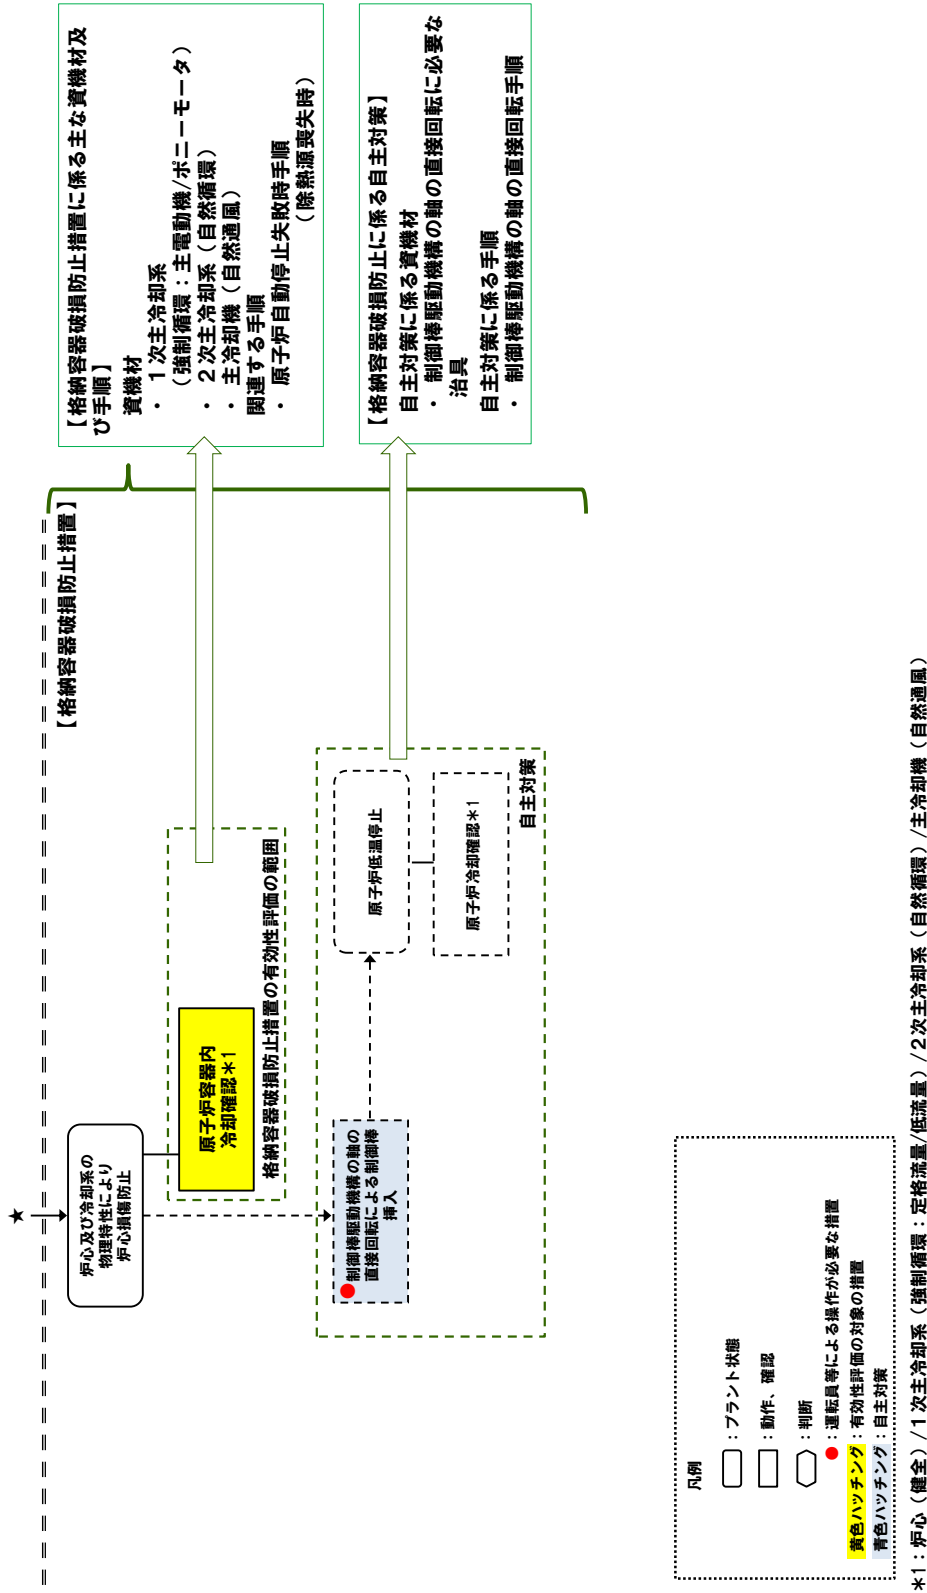 ★
【格納容器破損防止措置】
炉心及び冷却系の
物理特性により
炉心損傷防止
原子炉容器内
冷却確認＊1
格納容器破損防止措置の有効性評価の範囲
制御棒駆動機構の軸の
直接回転による制御棒
挿入
原子炉低温停止
原子炉冷却確認＊1
自主対策
【格納容器破損防止措置に係る主な資機材及
び手順】
資機材
・ 1次主冷却系
（強制循環：主電動機/ポニーモータ）
・ 2次主冷却系（自然循環）
・ 主冷却機（自然通風）
関連する手順
・ 原子炉自動停止失敗時手順
（除熱源喪失時）
【格納容器破損防止に係る自主対策】
自主対策に係る資機材
・ 制御棒駆動機構の軸の直接回転に必要な
治具
自主対策に係る手順
・ 制御棒駆動機構の軸の直接回転手順
凡例
：プラント状態
：動作、確認
：判断
：運転員等による操作が必要な措置
黄色ハッチング：有効性評価の対象の措置
青色ハッチング：自主対策
＊1：炉心（健全）/1次主冷却系（強制循環：定格流量/低流量）/2次主冷却系（自然循環）/主冷却機（自然通風）